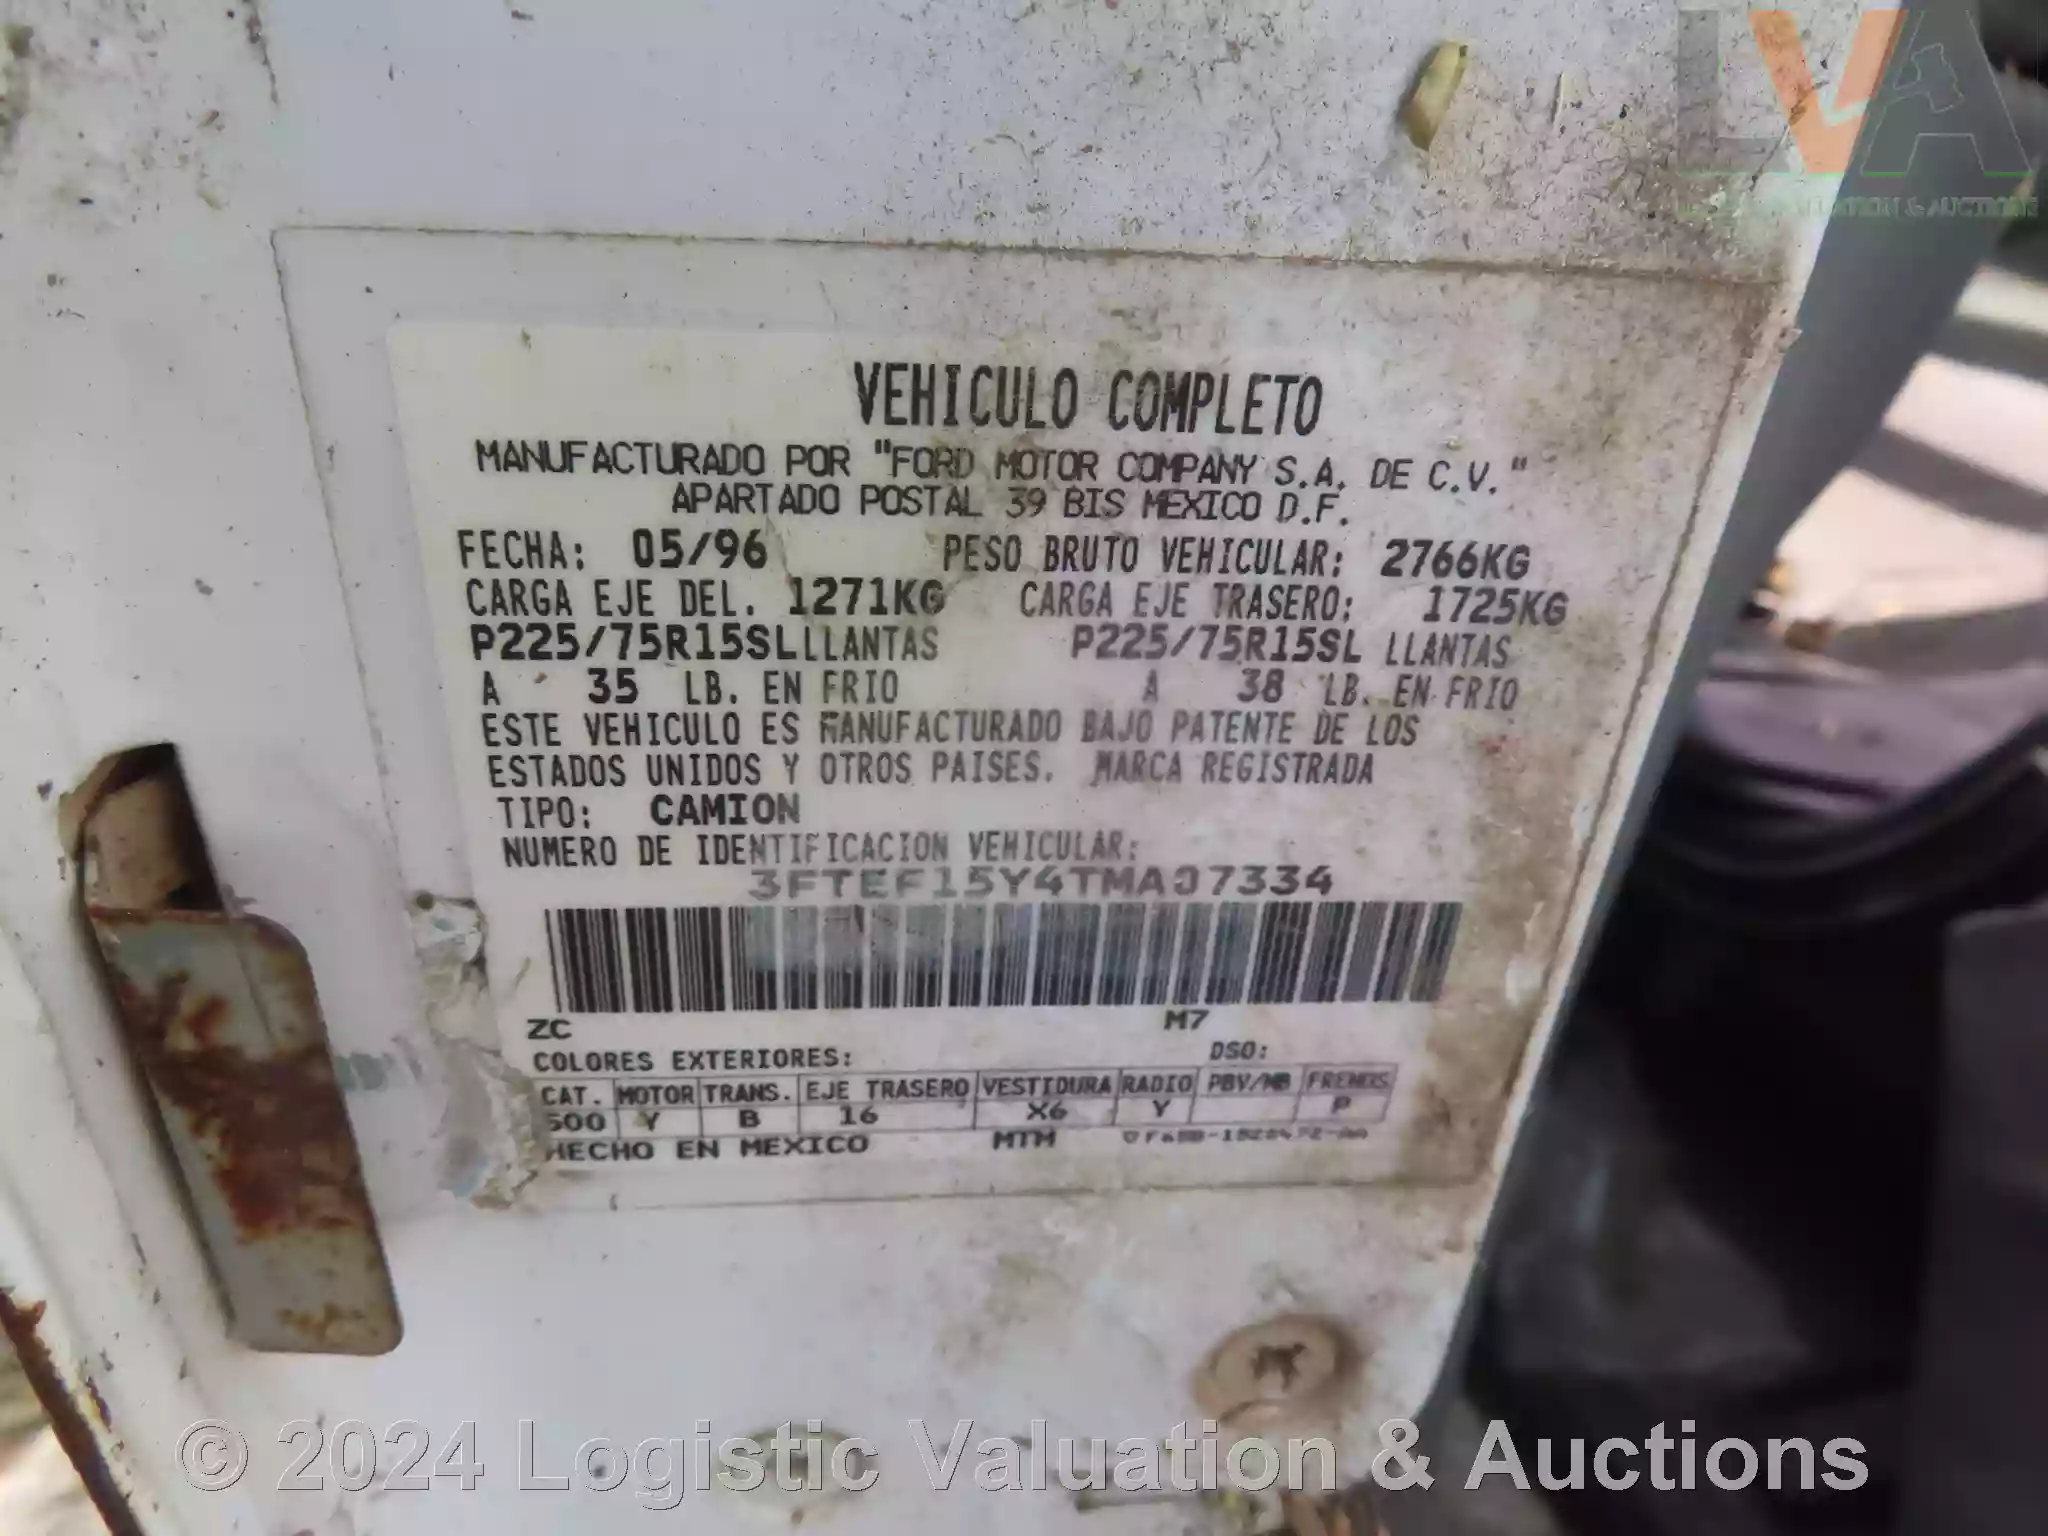 VEHICULO COMPLETO
MANUFACTURADO POR "FORD MOTOR COMPANY S.A. DE C.V."
APARTADO POSTAL 39 BIS MEXICO D.F.
FECHA: 05/96 PESO BRUTO VEHICULAR: 2766KG
CARGA EJE DEL. 1271KG CARGA EJE TRASERO: 1725KG
P225/75R15SL LLANTAS P225/75R15SL LLANTAS
A 35 LB. EN FRIO A 38 LB. EN FRIO
ESTE VEHICULO ES MANUFACTURADO BAJO PATENTE DE LOS
ESTADOS UNIDOS Y OTROS PAISES. MARCA REGISTRADA
TIPO: CAMION
NUMERO DE IDENTIFICACION VEHICULAR:
3FTEF15Y4TMA07334
ZC M7
COLORES EXTERIORES: DSO:
CAT. MOTOR TRANS. EJE TRASERO VESTIDURA RADIO PBV/MB FRENOS
500 Y B 16 X6 Y P
HECHO EN MEXICO MTM
LVA
& AUCTIONS
© 2024 Logistic Valuation & Auctions